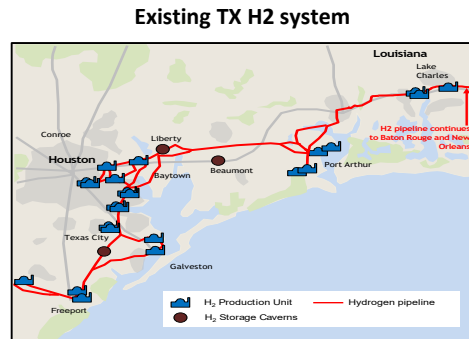 Existing TX H2 system
Louisiana
Lake
Charles
H2 pipeline continues
to Baton Rouge and New
Orleans
Conroe
Liberty
Houston
Beaumont
Port Arthur
Baytown
Texas City
Galveston
Freeport
H₂ Production Unit
Hydrogen pipeline
H₂ Storage Caverns